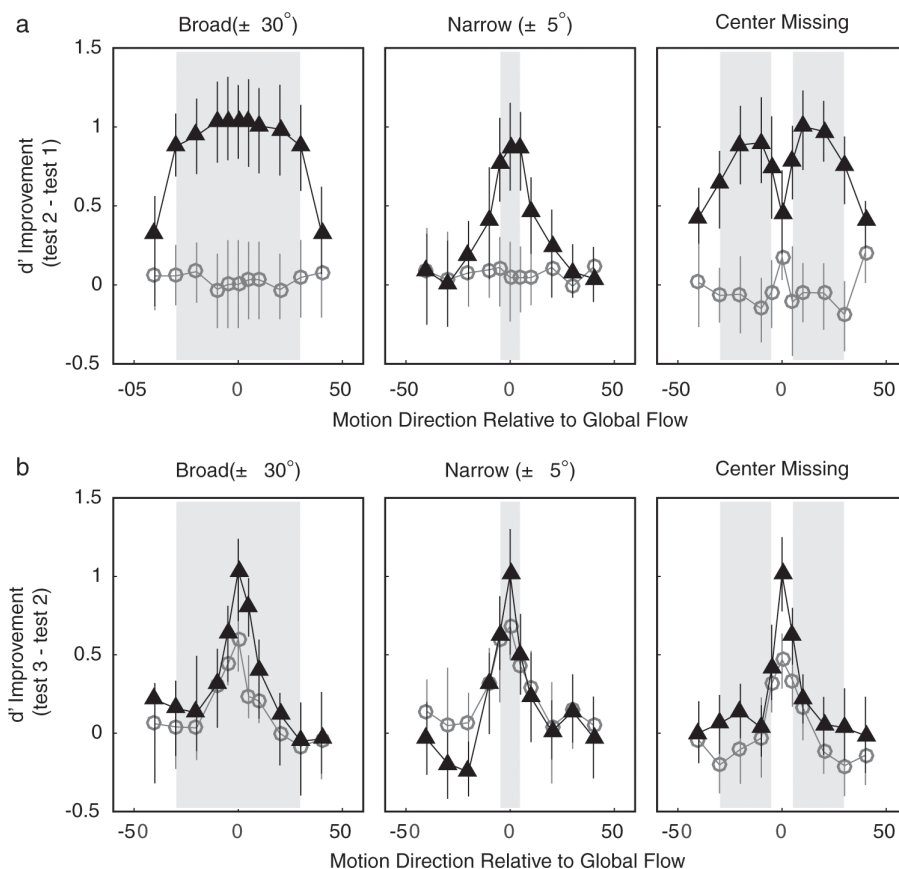 a
Broad(± 30°) Narrow (± 5°) Center Missing
1.5
1
0.5
0
-0.5
d' Improvement
(test 2 - test 1)
-05 0 50 -50 0 50 -50 0 50
Motion Direction Relative to Global Flow
b
Broad(± 30°) Narrow (± 5°) Center Missing
1.5
1
0.5
0
-0.5
d' Improvement
(test 3 - test 2)
-50 0 50 -50 0 50 -50 0 50
Motion Direction Relative to Global Flow